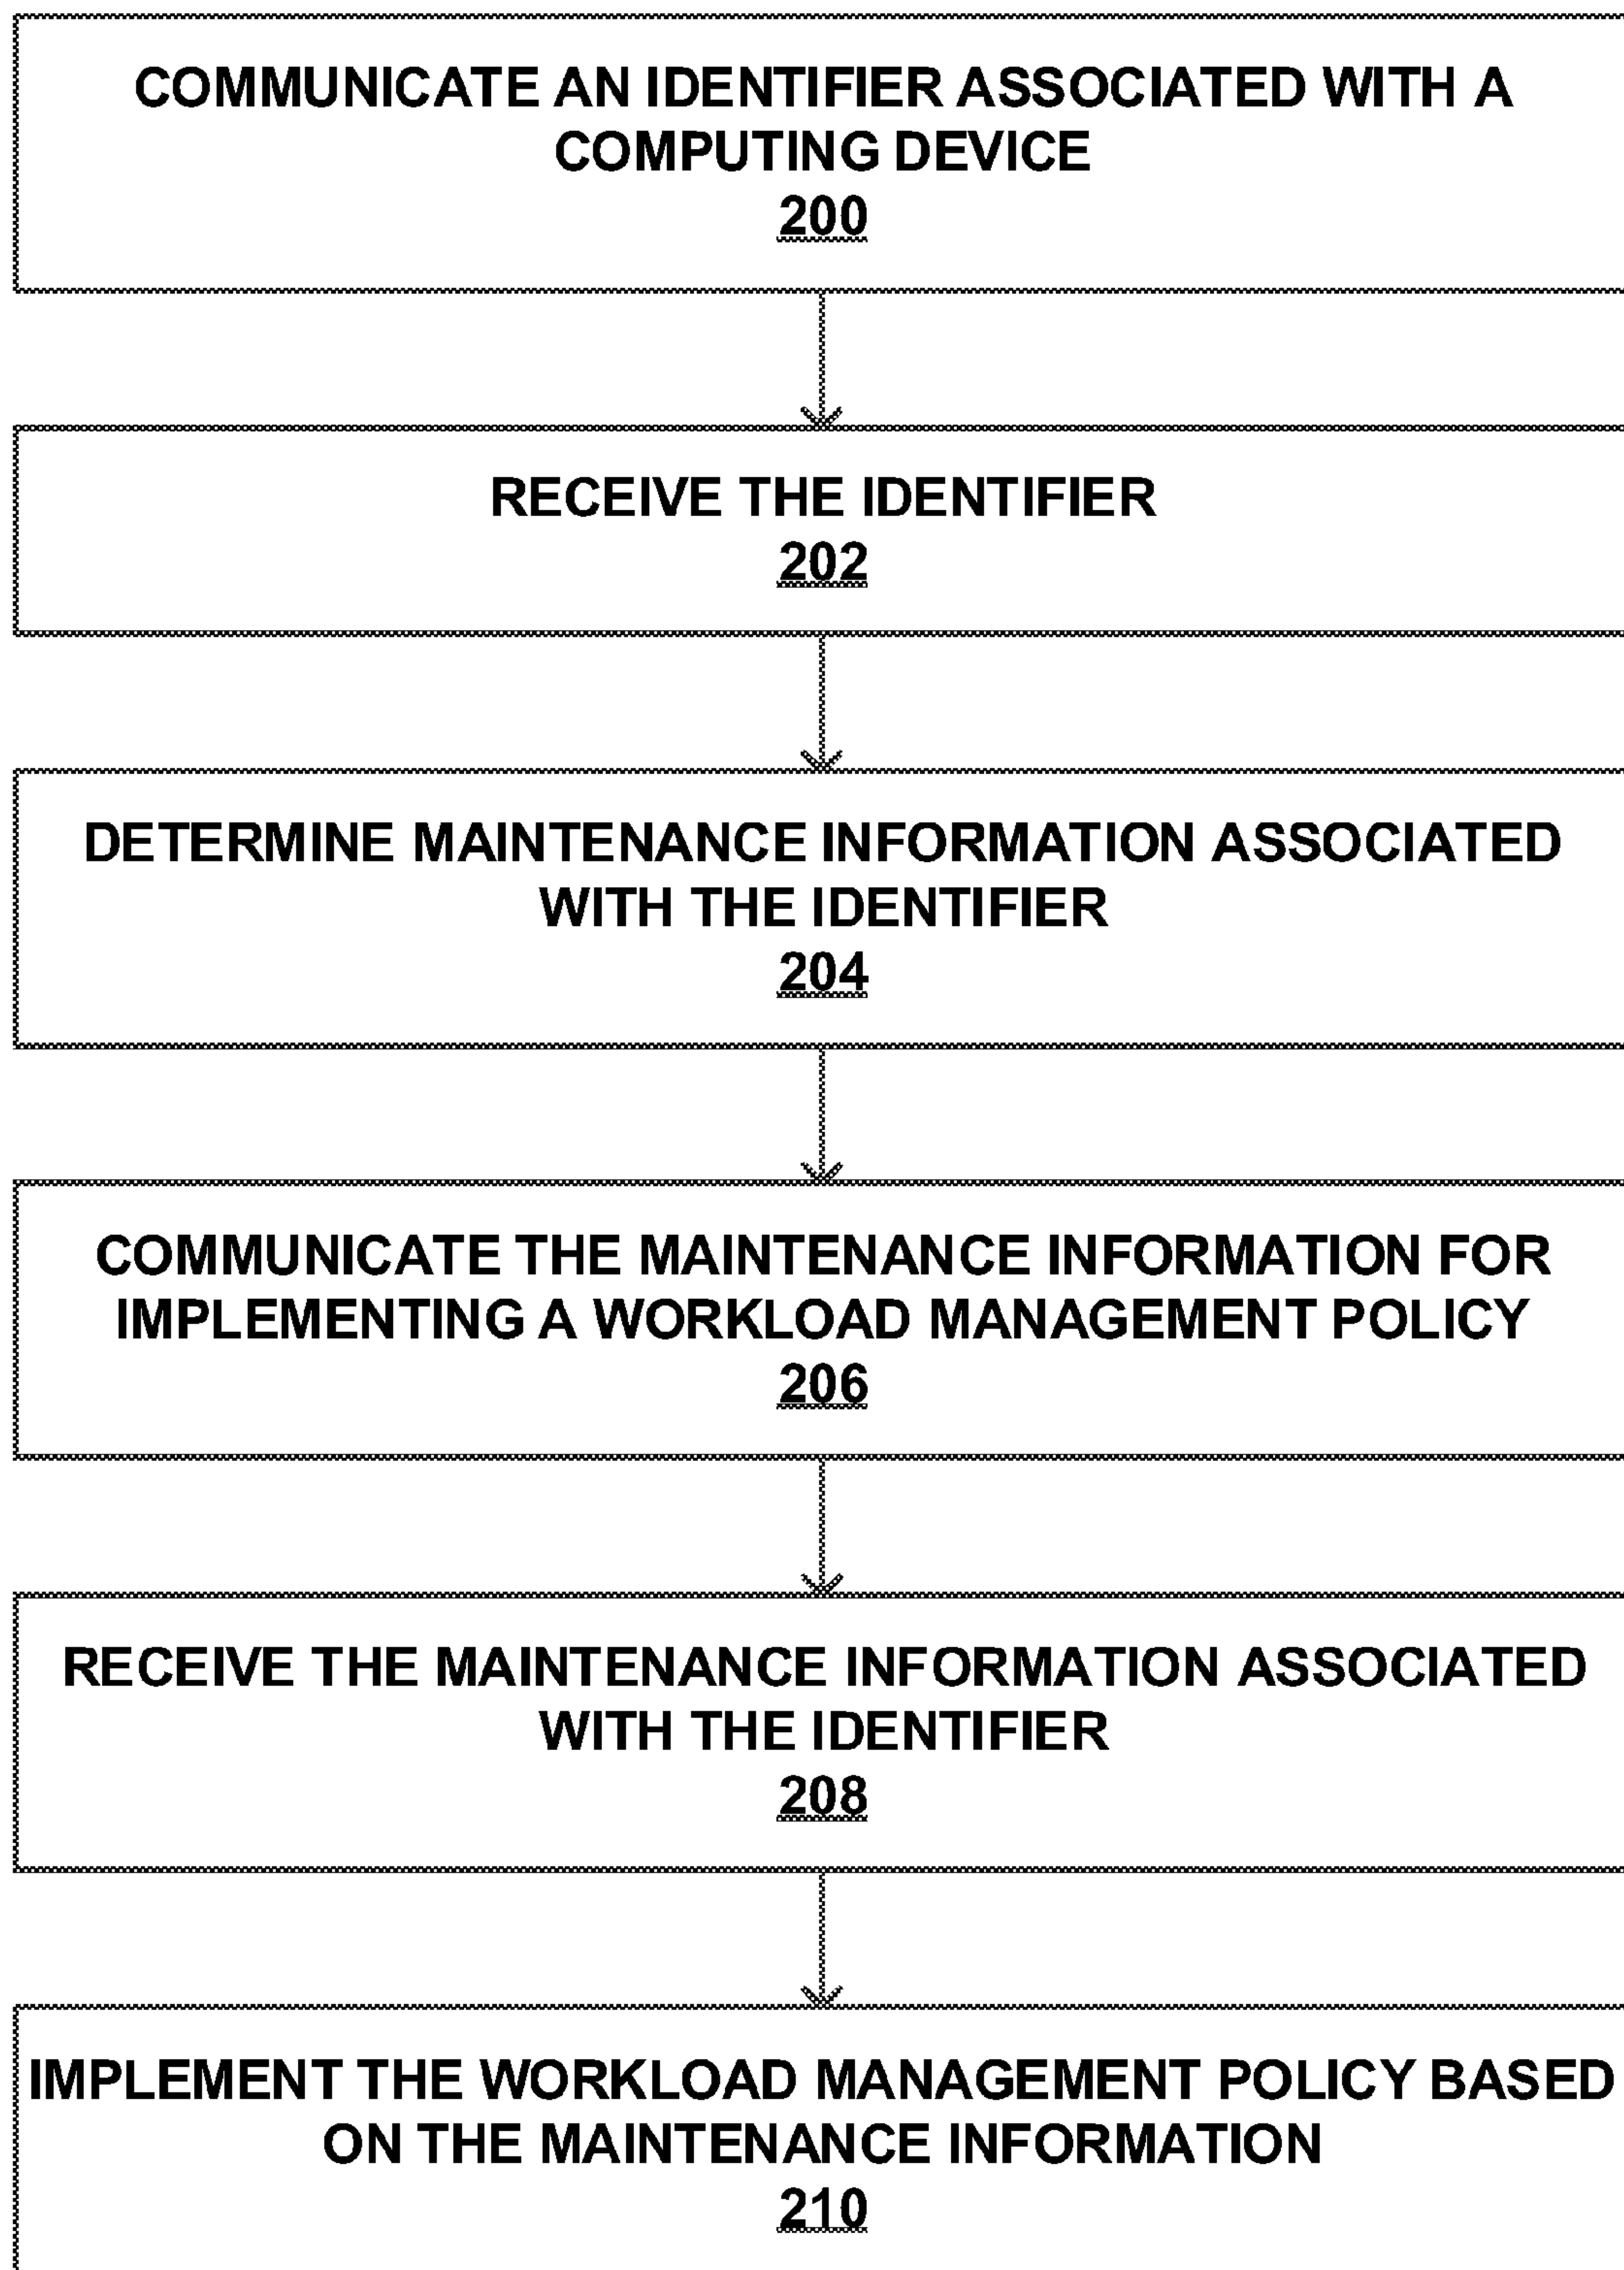 COMMUNICATE AN IDENTIFIER ASSOCIATED WITH A
COMPUTING DEVICE
200
RECEIVE THE IDENTIFIER
202
DETERMINE MAINTENANCE INFORMATION ASSOCIATED
WITH THE IDENTIFIER
204
COMMUNICATE THE MAINTENANCE INFORMATION FOR
IMPLEMENTING A WORKLOAD MANAGEMENT POLICY
206
RECEIVE THE MAINTENANCE INFORMATION ASSOCIATED
WITH THE IDENTIFIER
208
IMPLEMENT THE WORKLOAD MANAGEMENT POLICY BASED
ON THE MAINTENANCE INFORMATION
210